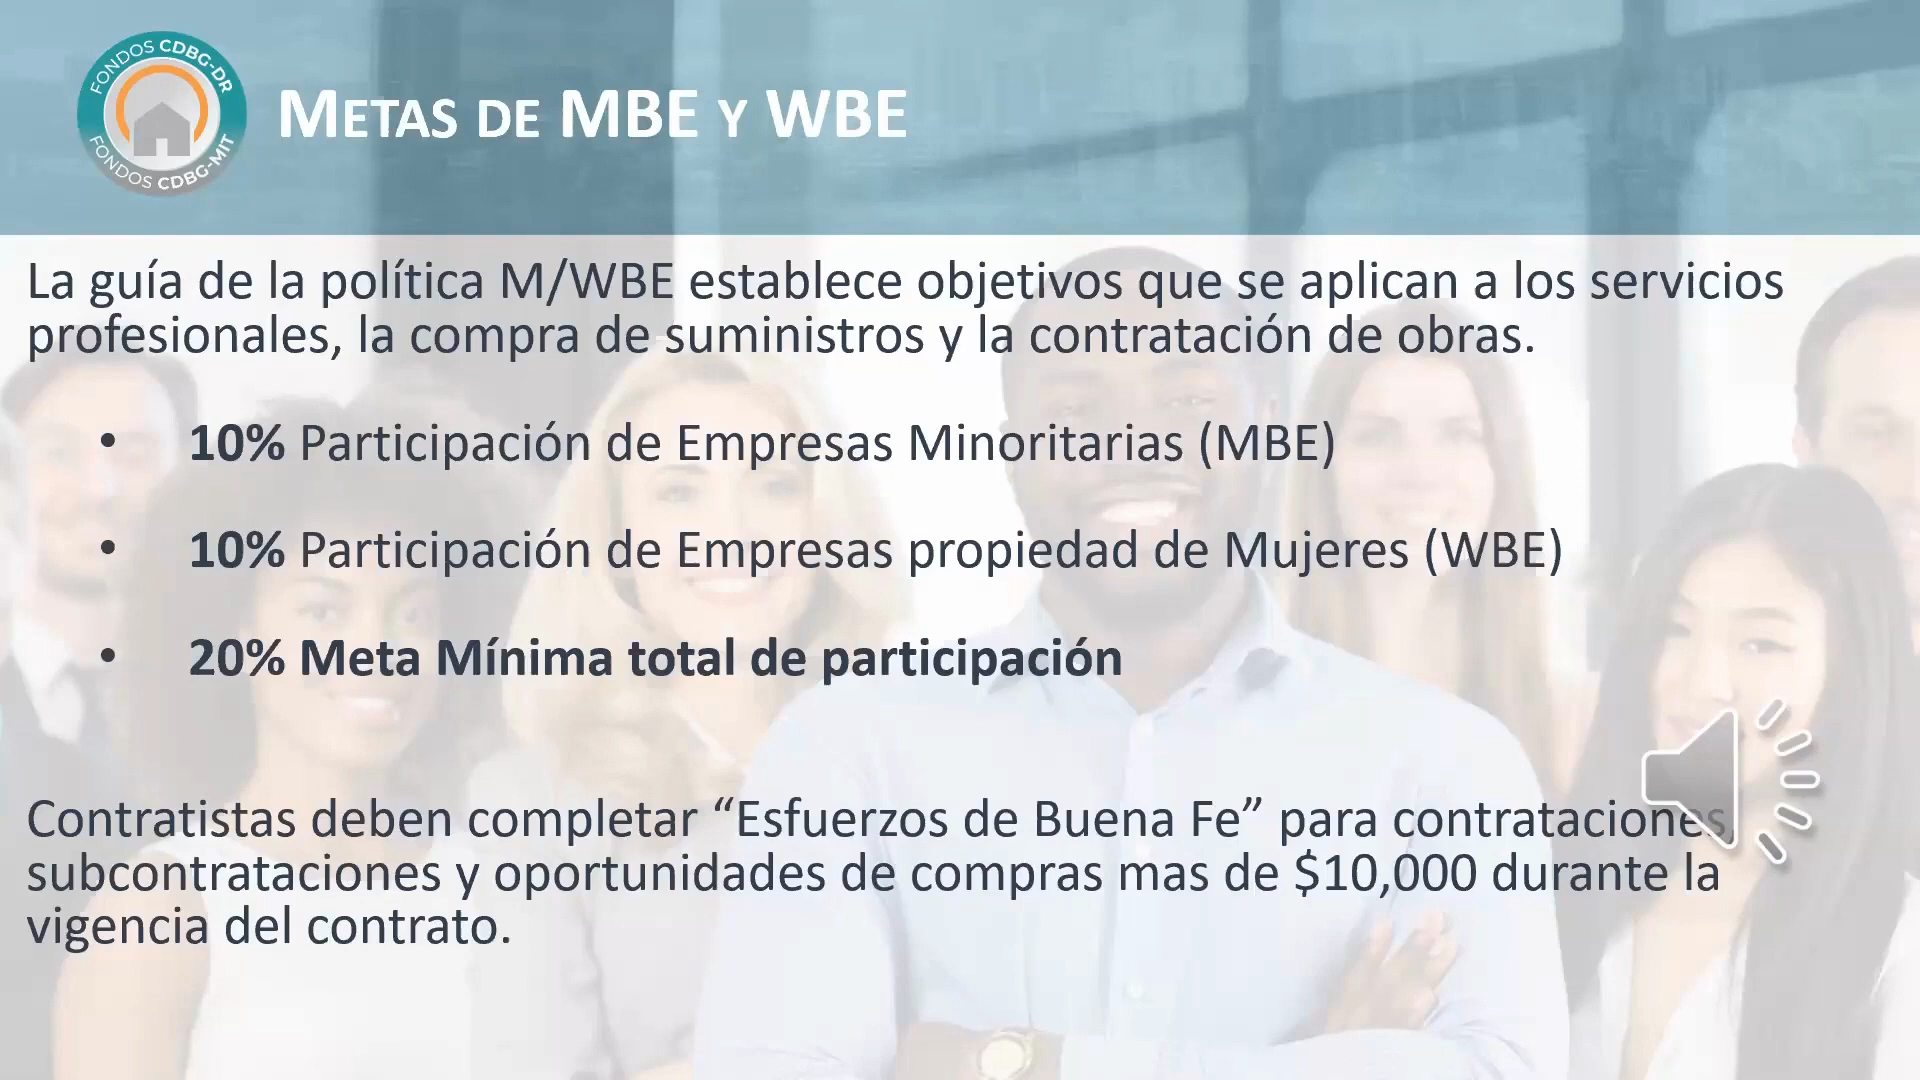 FONDOS CDBG-DR
FONDOS CDBG-MIT
METAS DE MBE Y WBE
La guía de la política M/WBE establece objetivos que se aplican a los servicios
profesionales, la compra de suministros y la contratación de obras.
• 10% Participación de Empresas Minoritarias (MBE)
• 10% Participación de Empresas propiedad de Mujeres (WBE)
• 20% Meta Mínima total de participación
Contratistas deben completar “Esfuerzos de Buena Fe” para contrataciones,
subcontrataciones y oportunidades de compras mas de $10,000 durante la
vigencia del contrato.